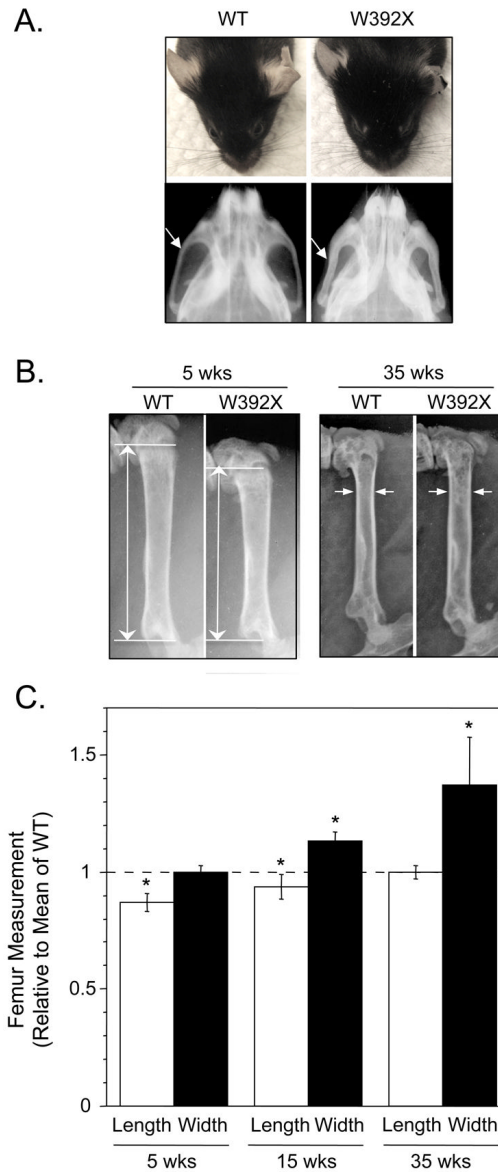 A.
WT W392X
B.
5 wks 35 wks
WT W392X WT W392X
C.
Femur Measurement
(Relative to Mean of WT)
1.5
1
0.5
0
*
*
*
*
Length Width Length Width Length Width
5 wks 15 wks 35 wks